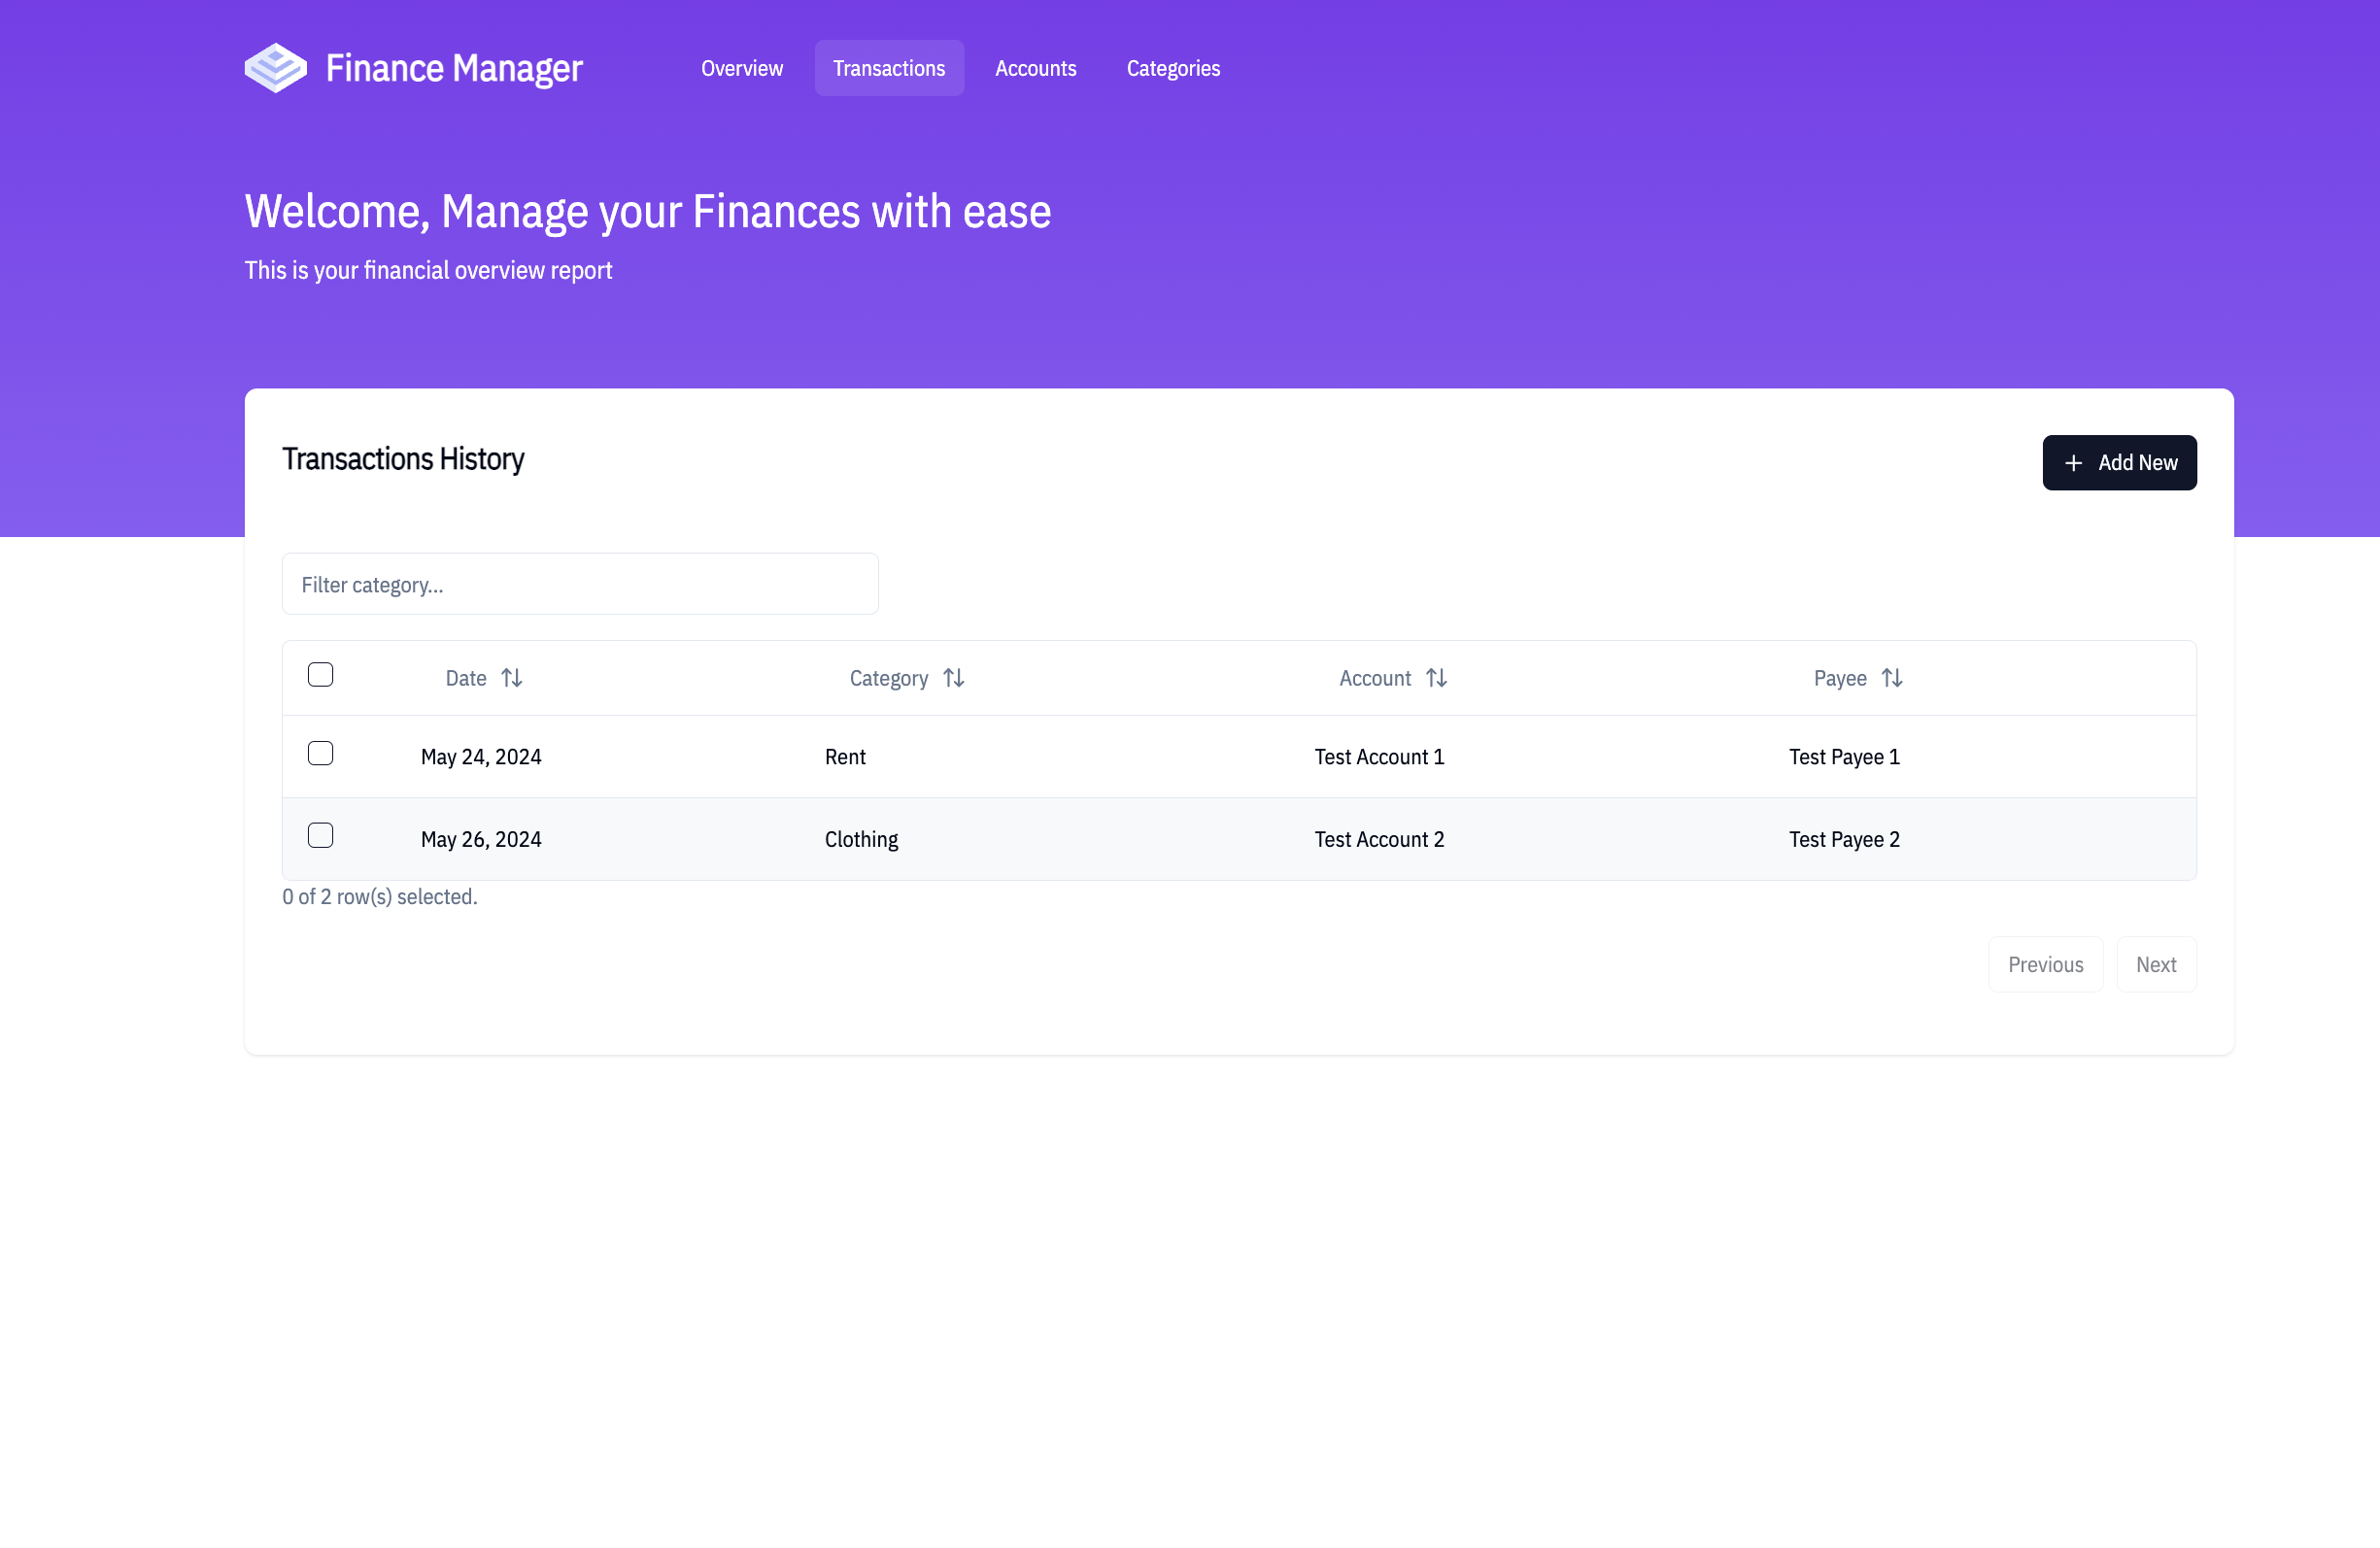 Finance Manager
Overview
Transactions
Accounts
Categories
Welcome, Manage your Finances with ease
This is your financial overview report
Transactions History
Add New
Filter category...
Date Category Account Payee
May 24, 2024 Rent Test Account 1 Test Payee 1
May 26, 2024 Clothing Test Account 2 Test Payee 2
0 of 2 row(s) selected.
Previous
Next